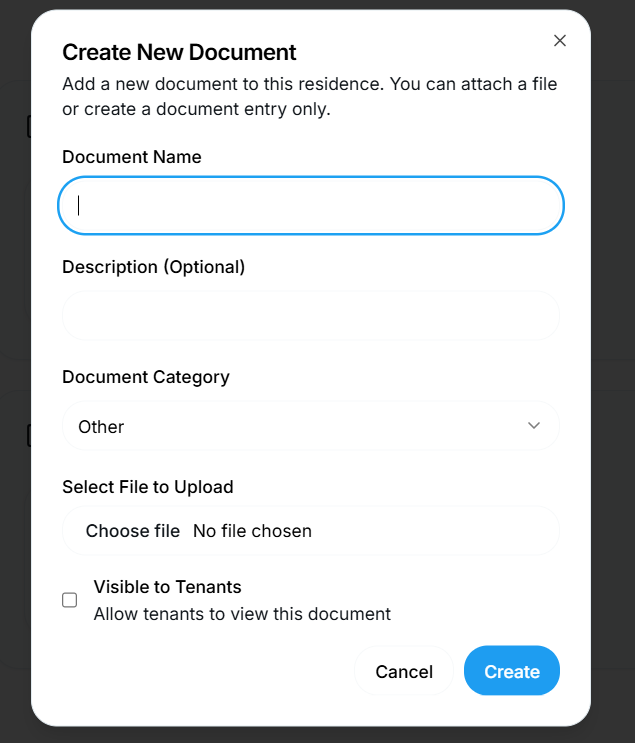 Create New Document
Add a new document to this residence. You can attach a file
or create a document entry only.
Document Name
Description (Optional)
Document Category
Other
Select File to Upload
Choose file No file chosen
Visible to Tenants
Allow tenants to view this document
Cancel Create